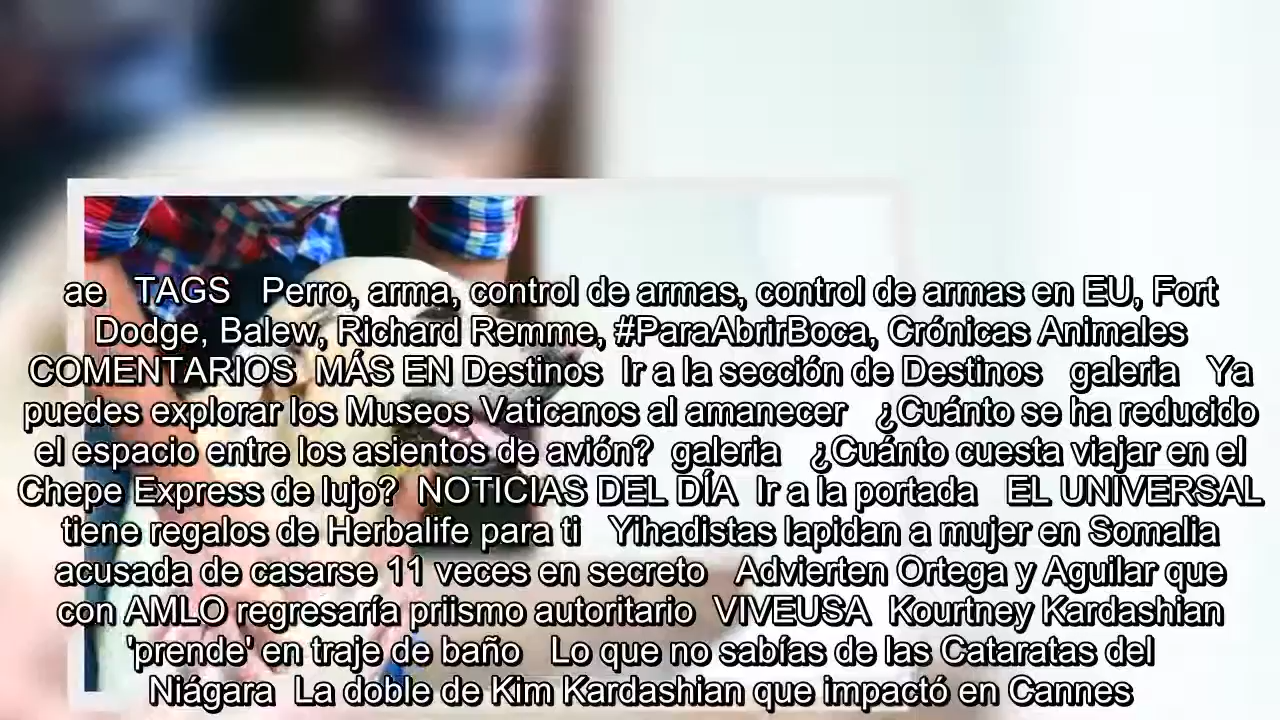 ae TAGS Perro, arma, control de armas, control de armas en EU, Fort
Dodge, Balew, Richard Remme, #ParaAbrirBoca, Crónicas Animales
COMENTARIOS MÁS EN Destinos Ir a la sección de Destinos galeria Ya
puedes explorar los Museos Vaticanos al amanecer ¿Cuánto se ha reducido
el espacio entre los asientos de avión? galeria ¿Cuánto cuesta viajar en el
Chepe Express de lujo? NOTICIAS DEL DÍA Ir a la portada EL UNIVERSAL
tiene regalos de Herbalife para ti Yihadistas lapidan a mujer en Somalia
acusada de casarse 11 veces en secreto Advierten Ortega y Aguilar que
con AMLO regresaría priismo autoritario VIVEUSA Kourtney Kardashian
'prende' en traje de baño Lo que no sabías de las Cataratas del
Niágara La doble de Kim Kardashian que impactó en Cannes